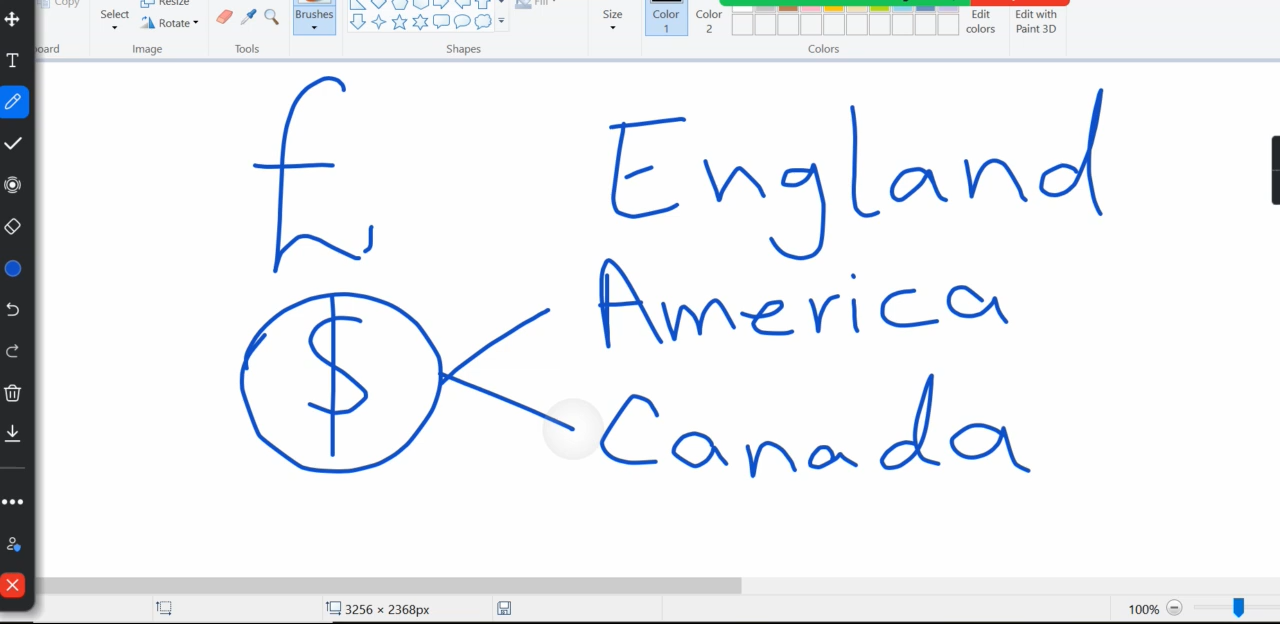 Copy
Resize
Select
Rotate
Brushes
Fill
Size
Color 1
Color 2
Edit colors
Edit with Paint 3D
Image
Tools
Shapes
Colors
T
£ England
$ America
Canada
3256 × 2368px
100%